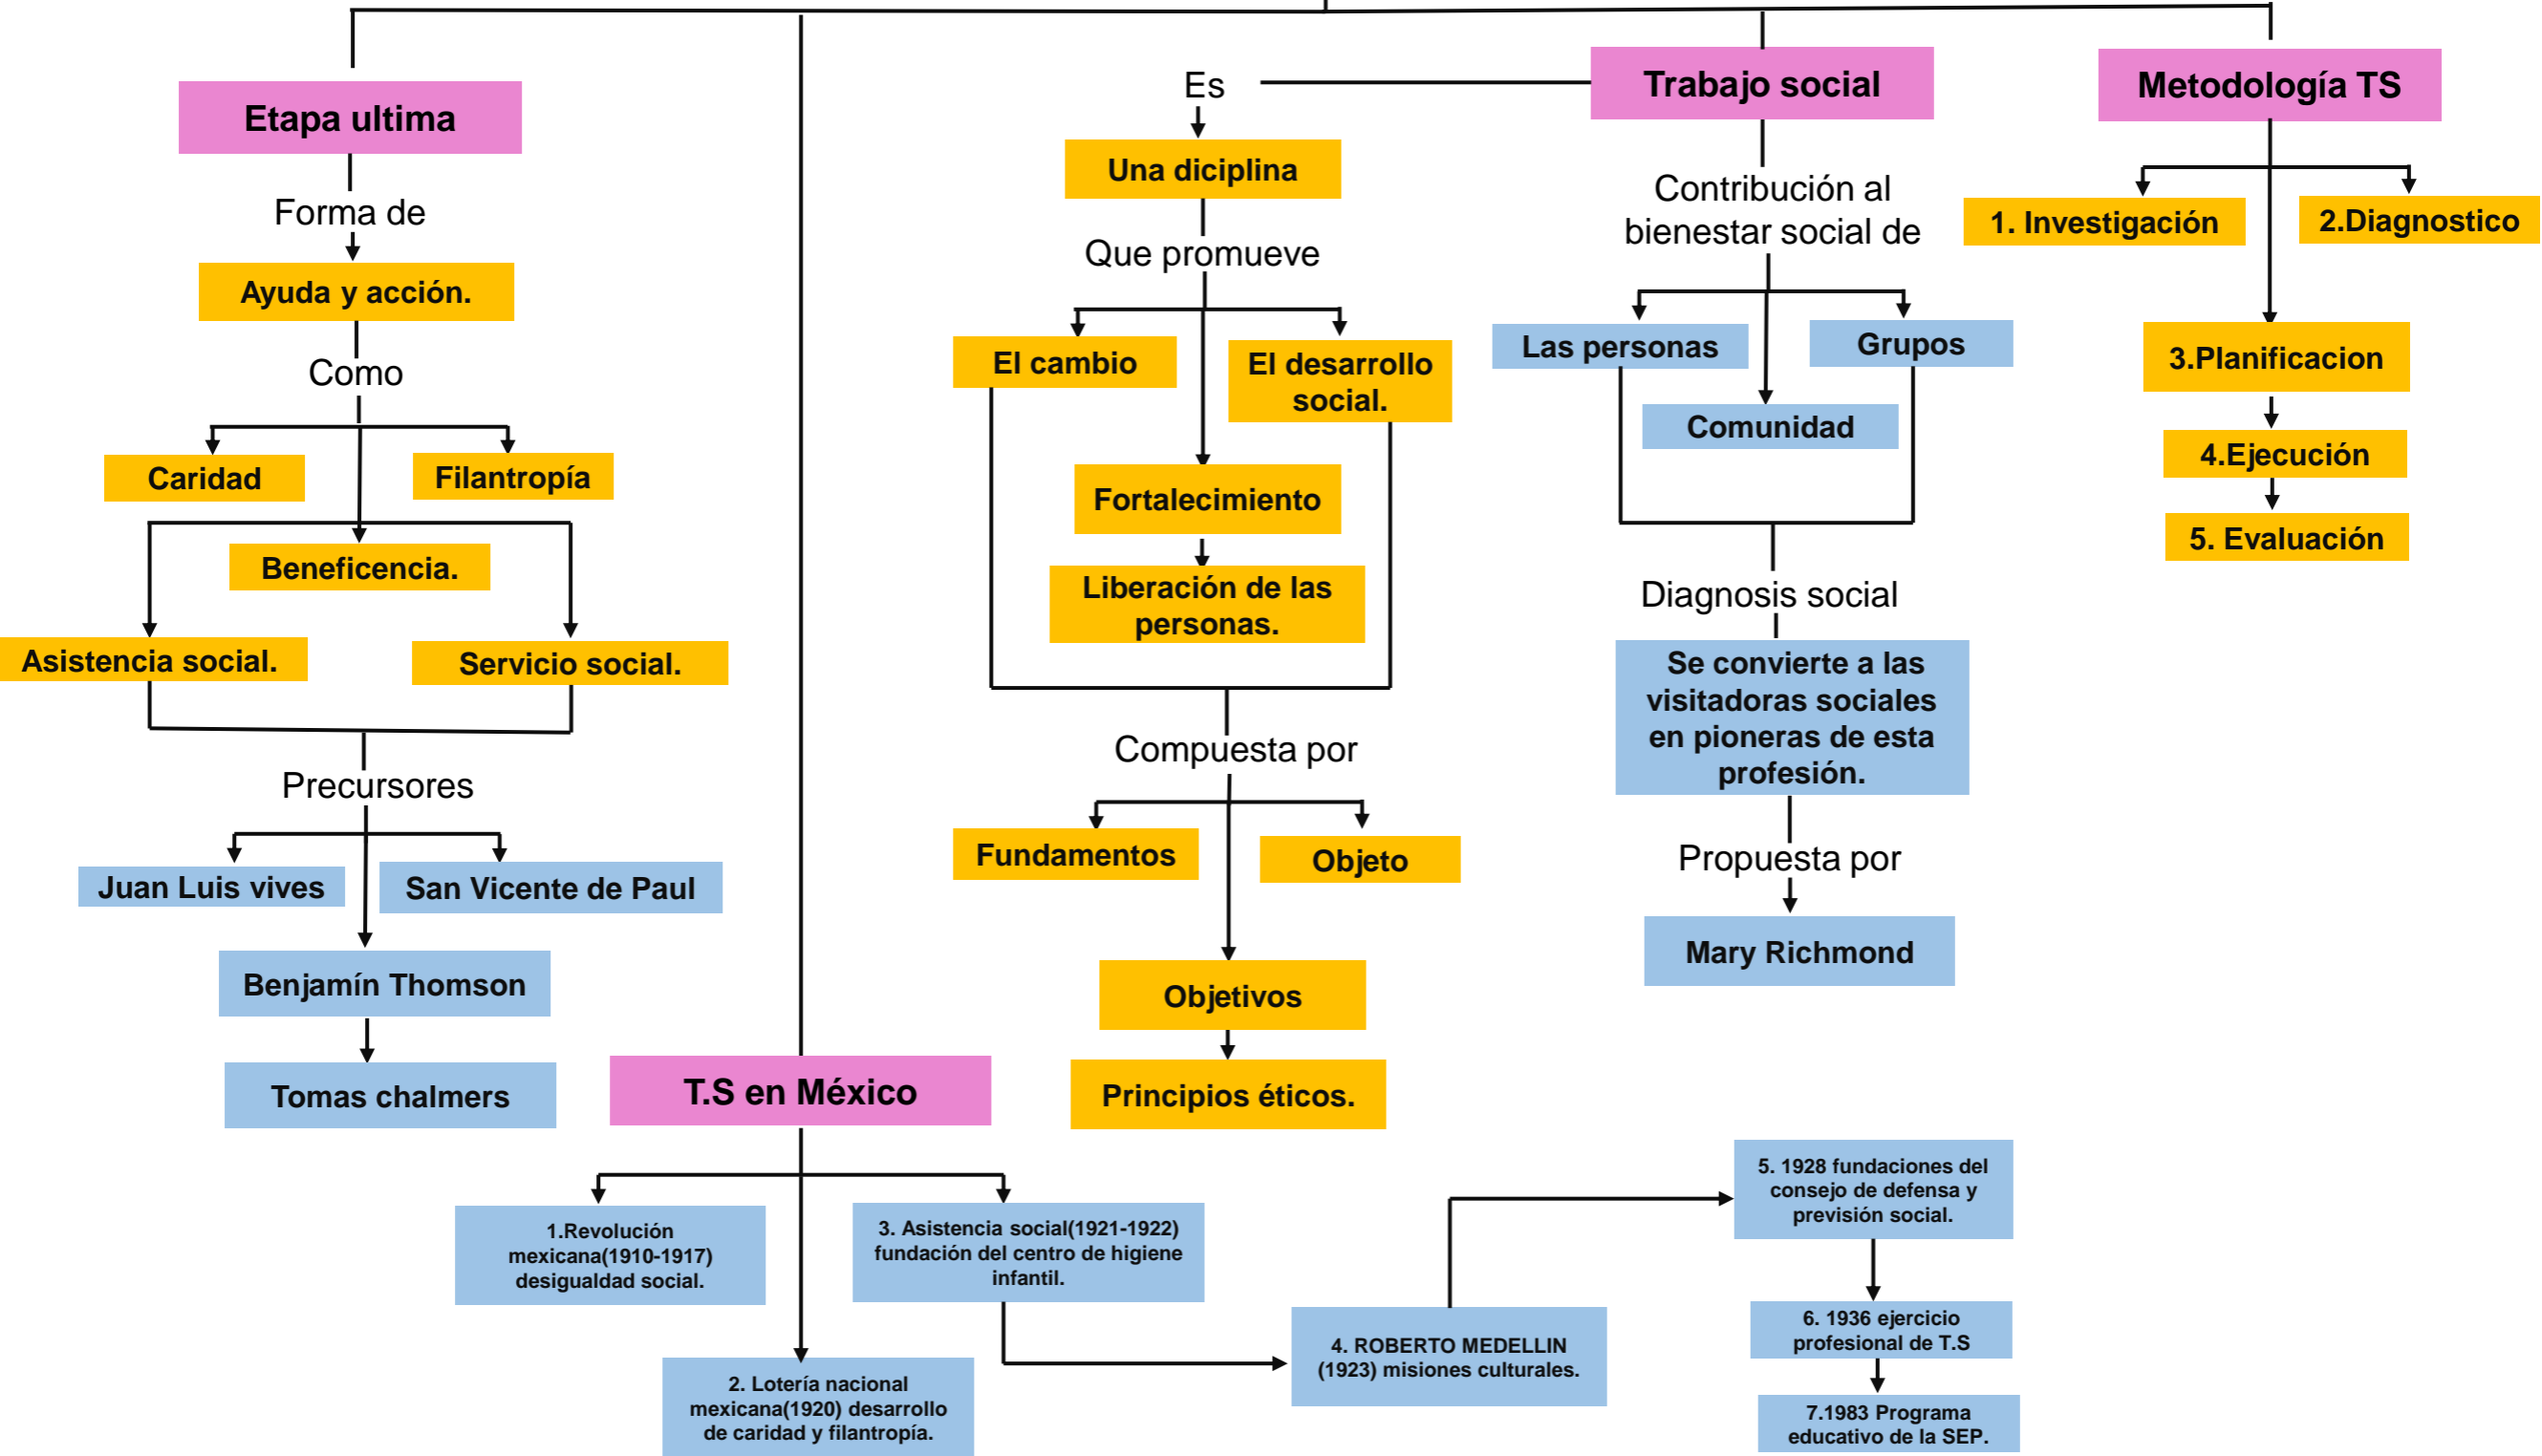 Etapa ultima
Forma de
Ayuda y acción.
Como
Caridad
Filantropía
Beneficencia.
Asistencia social.
Servicio social.
Precursores
Juan Luis vives
San Vicente de Paul
Benjamín Thomson
Tomas chalmers
T.S en México
1.Revolución
mexicana(1910-1917)
desigualdad social.
2. Lotería nacional
mexicana(1920) desarrollo
de caridad y filantropía.
3. Asistencia social(1921-1922)
fundación del centro de higiene
infantil.
4. ROBERTO MEDELLIN
(1923) misiones culturales.
5. 1928 fundaciones del
consejo de defensa y
previsión social.
6. 1936 ejercicio
profesional de T.S
7.1983 Programa
educativo de la SEP.
Trabajo social
Es
Una diciplina
Que promueve
El cambio
El desarrollo
social.
Fortalecimiento
Liberación de las
personas.
Compuesta por
Fundamentos
Objeto
Objetivos
Principios éticos.
Contribución al
bienestar social de
Las personas
Grupos
Comunidad
Diagnosis social
Se convierte a las
visitadoras sociales
en pioneras de esta
profesión.
Propuesta por
Mary Richmond
Metodología TS
1. Investigación
2.Diagnostico
3.Planificacion
4.Ejecución
5. Evaluación